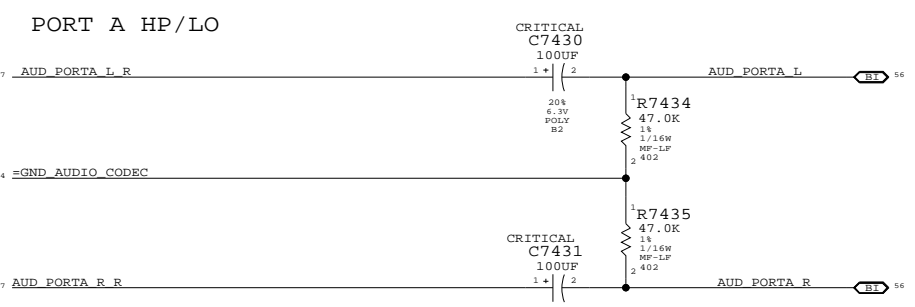 PORT A HP/LO
CRITICAL
C7430
100UF
1 + 2
7 AUD_PORTA_L_R
AUD_PORTA_L
BI 56
20%
6.3V
POLY
B2
1
R7434
47.0K
1%
1/16W
MF-LF
402
2
4 =GND_AUDIO_CODEC
1
R7435
47.0K
1%
1/16W
MF-LF
402
2
CRITICAL
C7431
100UF
1 + 2
7 AUD_PORTA_R_R
AUD_PORTA_R
BI 56